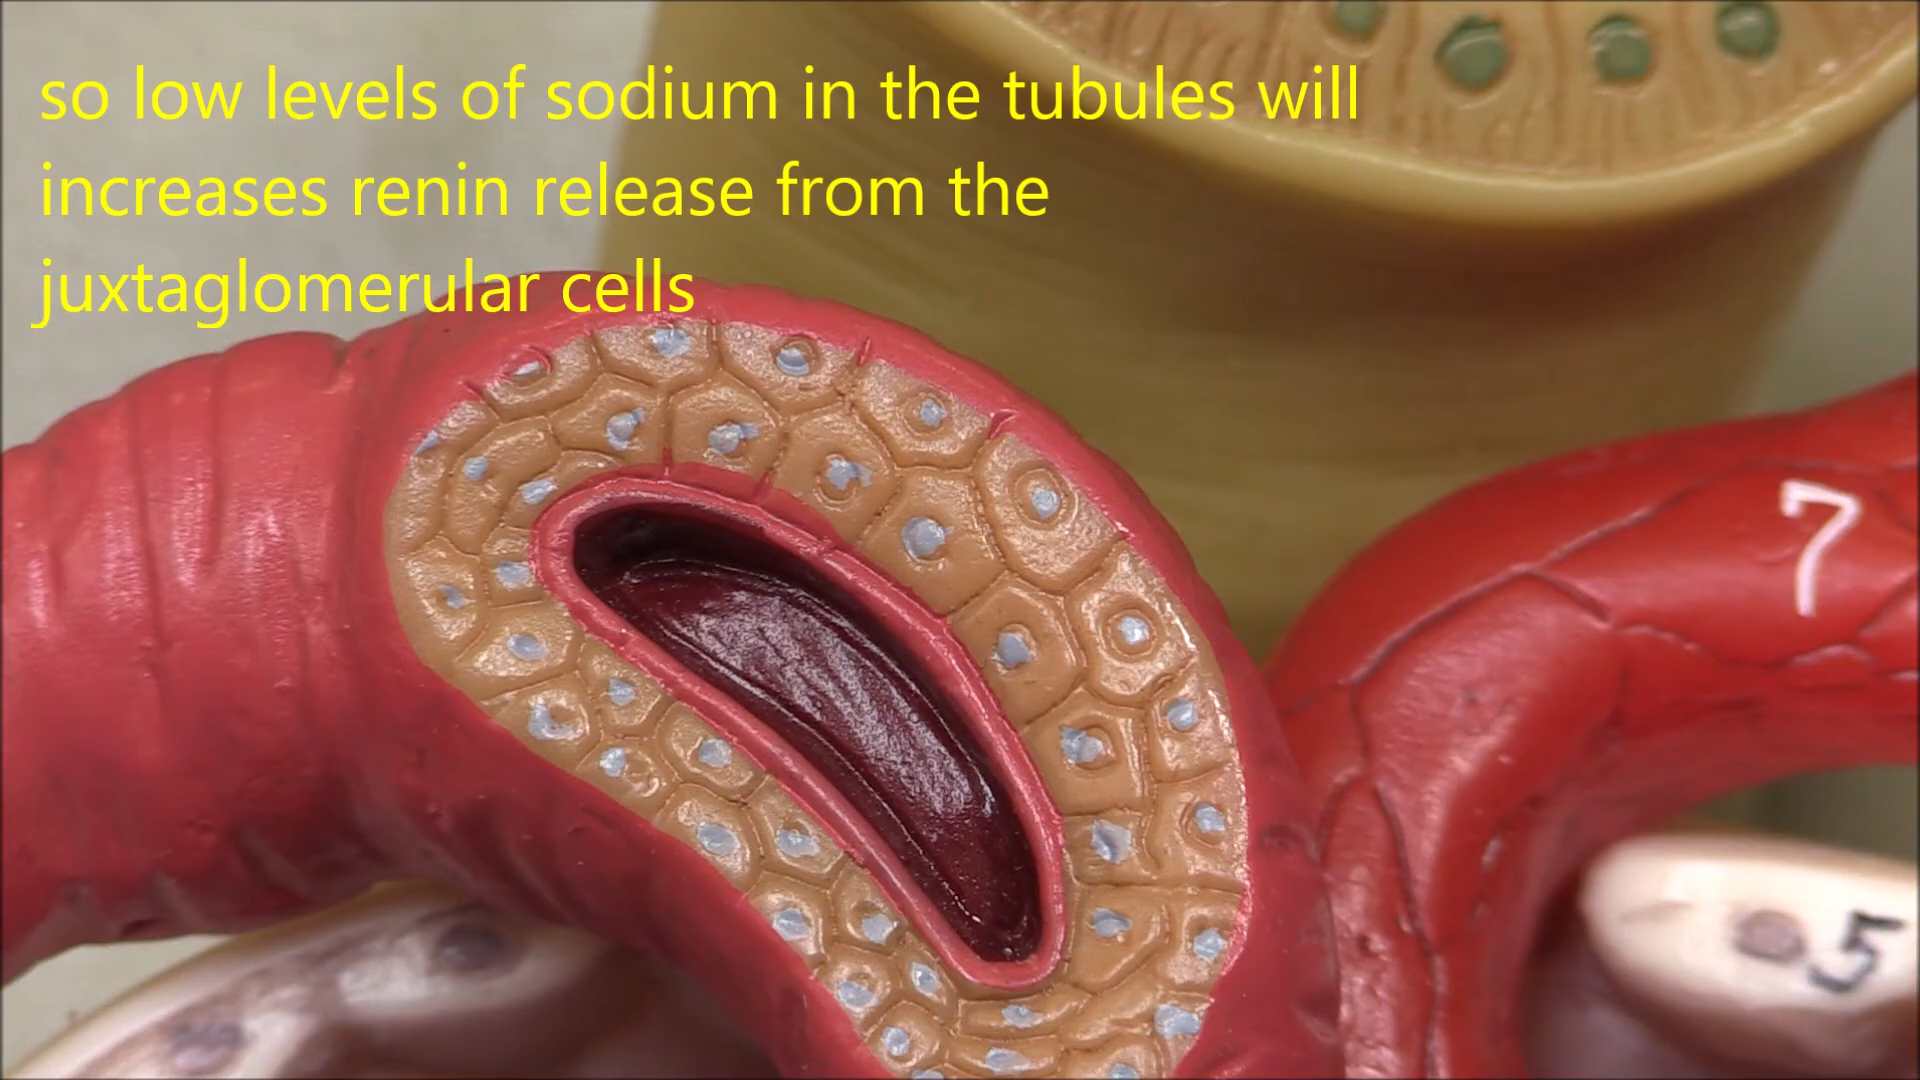 so low levels of sodium in the tubules will
increases renin release from the
juxtaglomerular cells
7
5